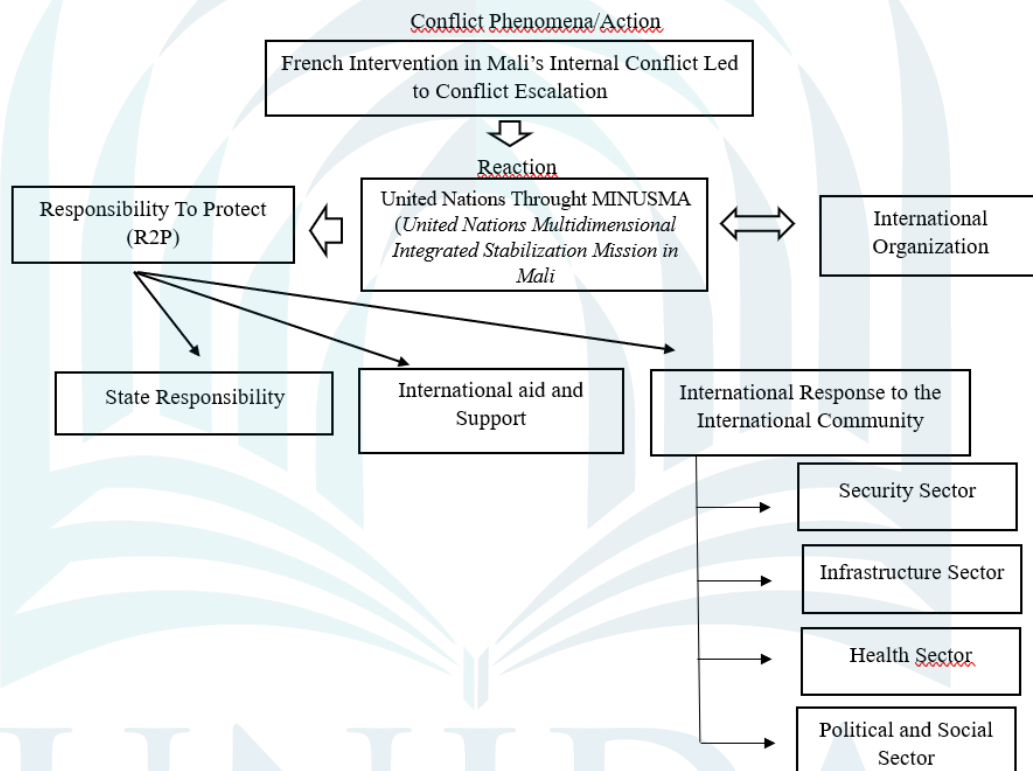 Conflict Phenomena/Action
French Intervention in Mali's Internal Conflict Led
to Conflict Escalation
Reaction
Responsibility To Protect
(R2P)
United Nations Throught MINUSMA
(United Nations Multidimensional
Integrated Stabilization Mission in
Mali
International
Organization
State Responsibility
International aid and
Support
International Response to the
International Community
Security Sector
Infrastructure Sector
Health Sector
Political and Social
Sector